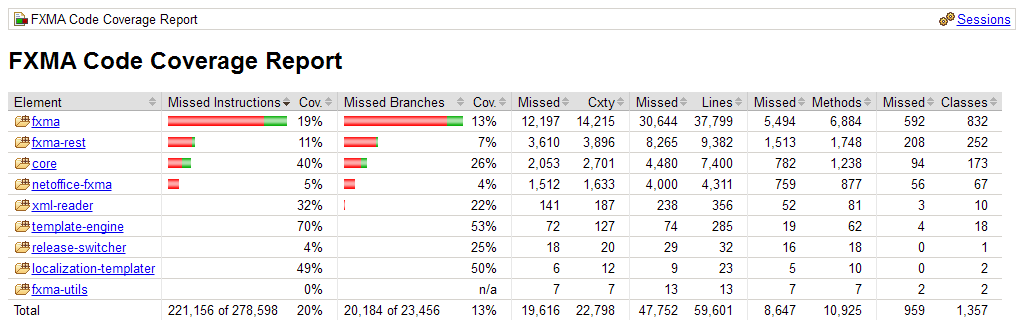 FXMA Code Coverage Report Sessions
FXMA Code Coverage Report
Element Missed Instructions Cov. Missed Branches Cov. Missed Cxty Missed Lines Missed Methods Missed Classes
fxma 19% 13% 12,197 14,215 30,644 37,799 5,494 6,884 592 832
fxma-rest 11% 7% 3,610 3,896 8,265 9,382 1,513 1,748 208 252
core 40% 26% 2,053 2,701 4,480 7,400 782 1,238 94 173
netoffice-fxma 5% 4% 1,512 1,633 4,000 4,311 759 877 56 67
xml-reader 32% 22% 141 187 238 356 52 81 3 10
template-engine 70% 53% 72 127 74 285 19 62 4 18
release-switcher 4% 25% 18 20 29 32 16 18 0 1
localization-templater 49% 50% 6 12 9 23 5 10 0 2
fxma-utils 0% n/a 7 7 13 13 7 7 2 2
Total 221,156 of 278,598 20% 20,184 of 23,456 13% 19,616 22,798 47,752 59,601 8,647 10,925 959 1,357